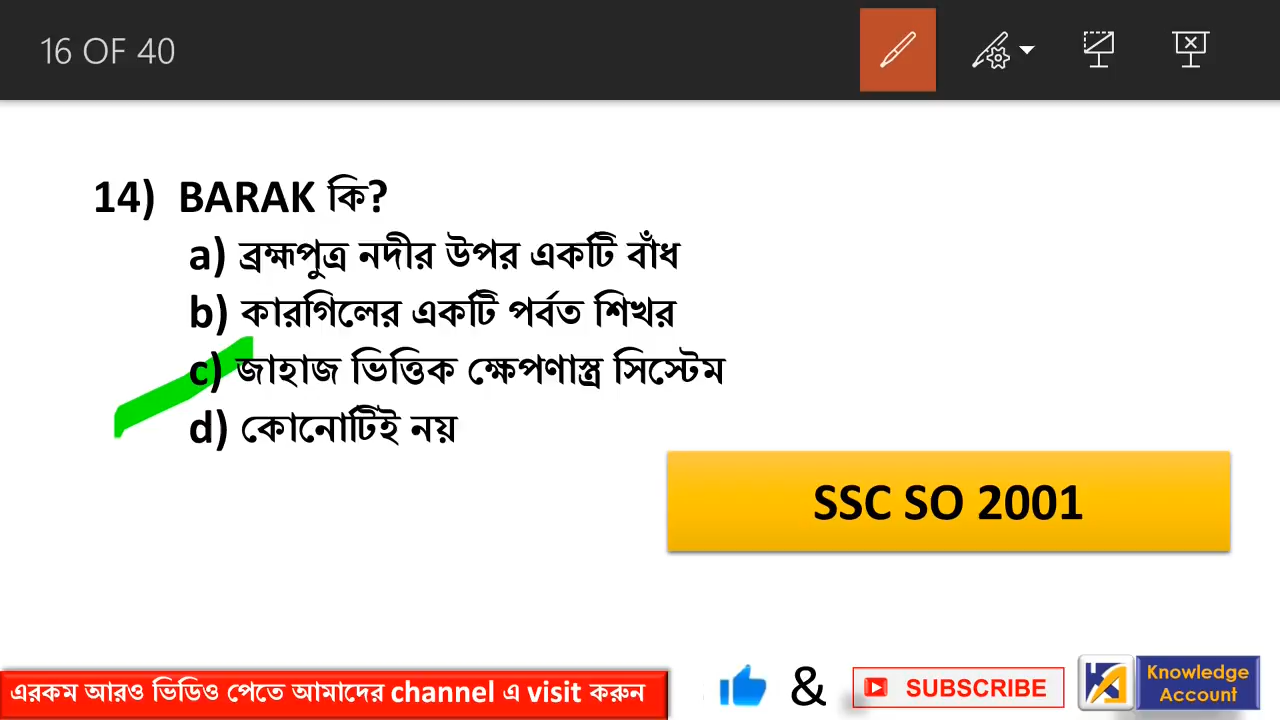 16 OF 40
14) BARAK কি?
a) ব্রহ্মপুত্র নদীর উপর একটি বাঁধ
b) কারগিলের একটি পর্বত শিখর
c) জাহাজ ভিত্তিক ক্ষেপণাস্ত্র সিস্টেম
d) কোনোটিই নয়
SSC SO 2001
এরকম আরও ভিডিও পেতে আমাদের channel এ visit করুন
& SUBSCRIBE
Knowledge
Account